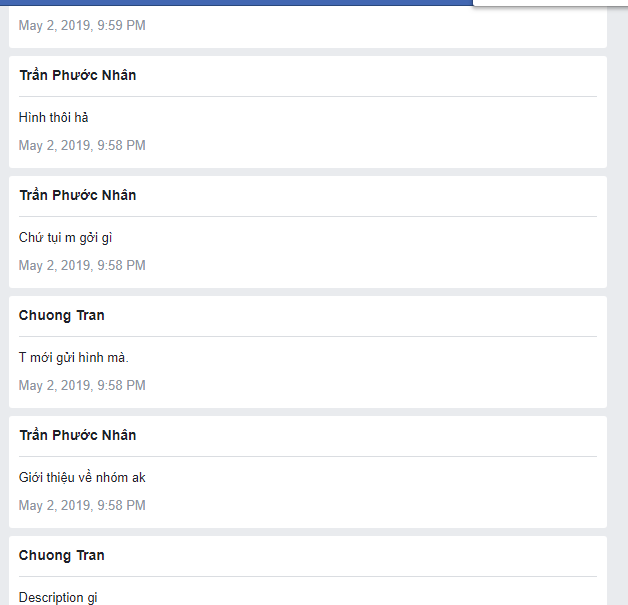 May 2, 2019, 9:59 PM
Trần Phước Nhân
Hình thôi hả
May 2, 2019, 9:58 PM
Trần Phước Nhân
Chứ tụi m gởi gì
May 2, 2019, 9:58 PM
Chuong Tran
T mới gửi hình mà.
May 2, 2019, 9:58 PM
Trần Phước Nhân
Giới thiệu về nhóm ak
May 2, 2019, 9:58 PM
Chuong Tran
Description gi